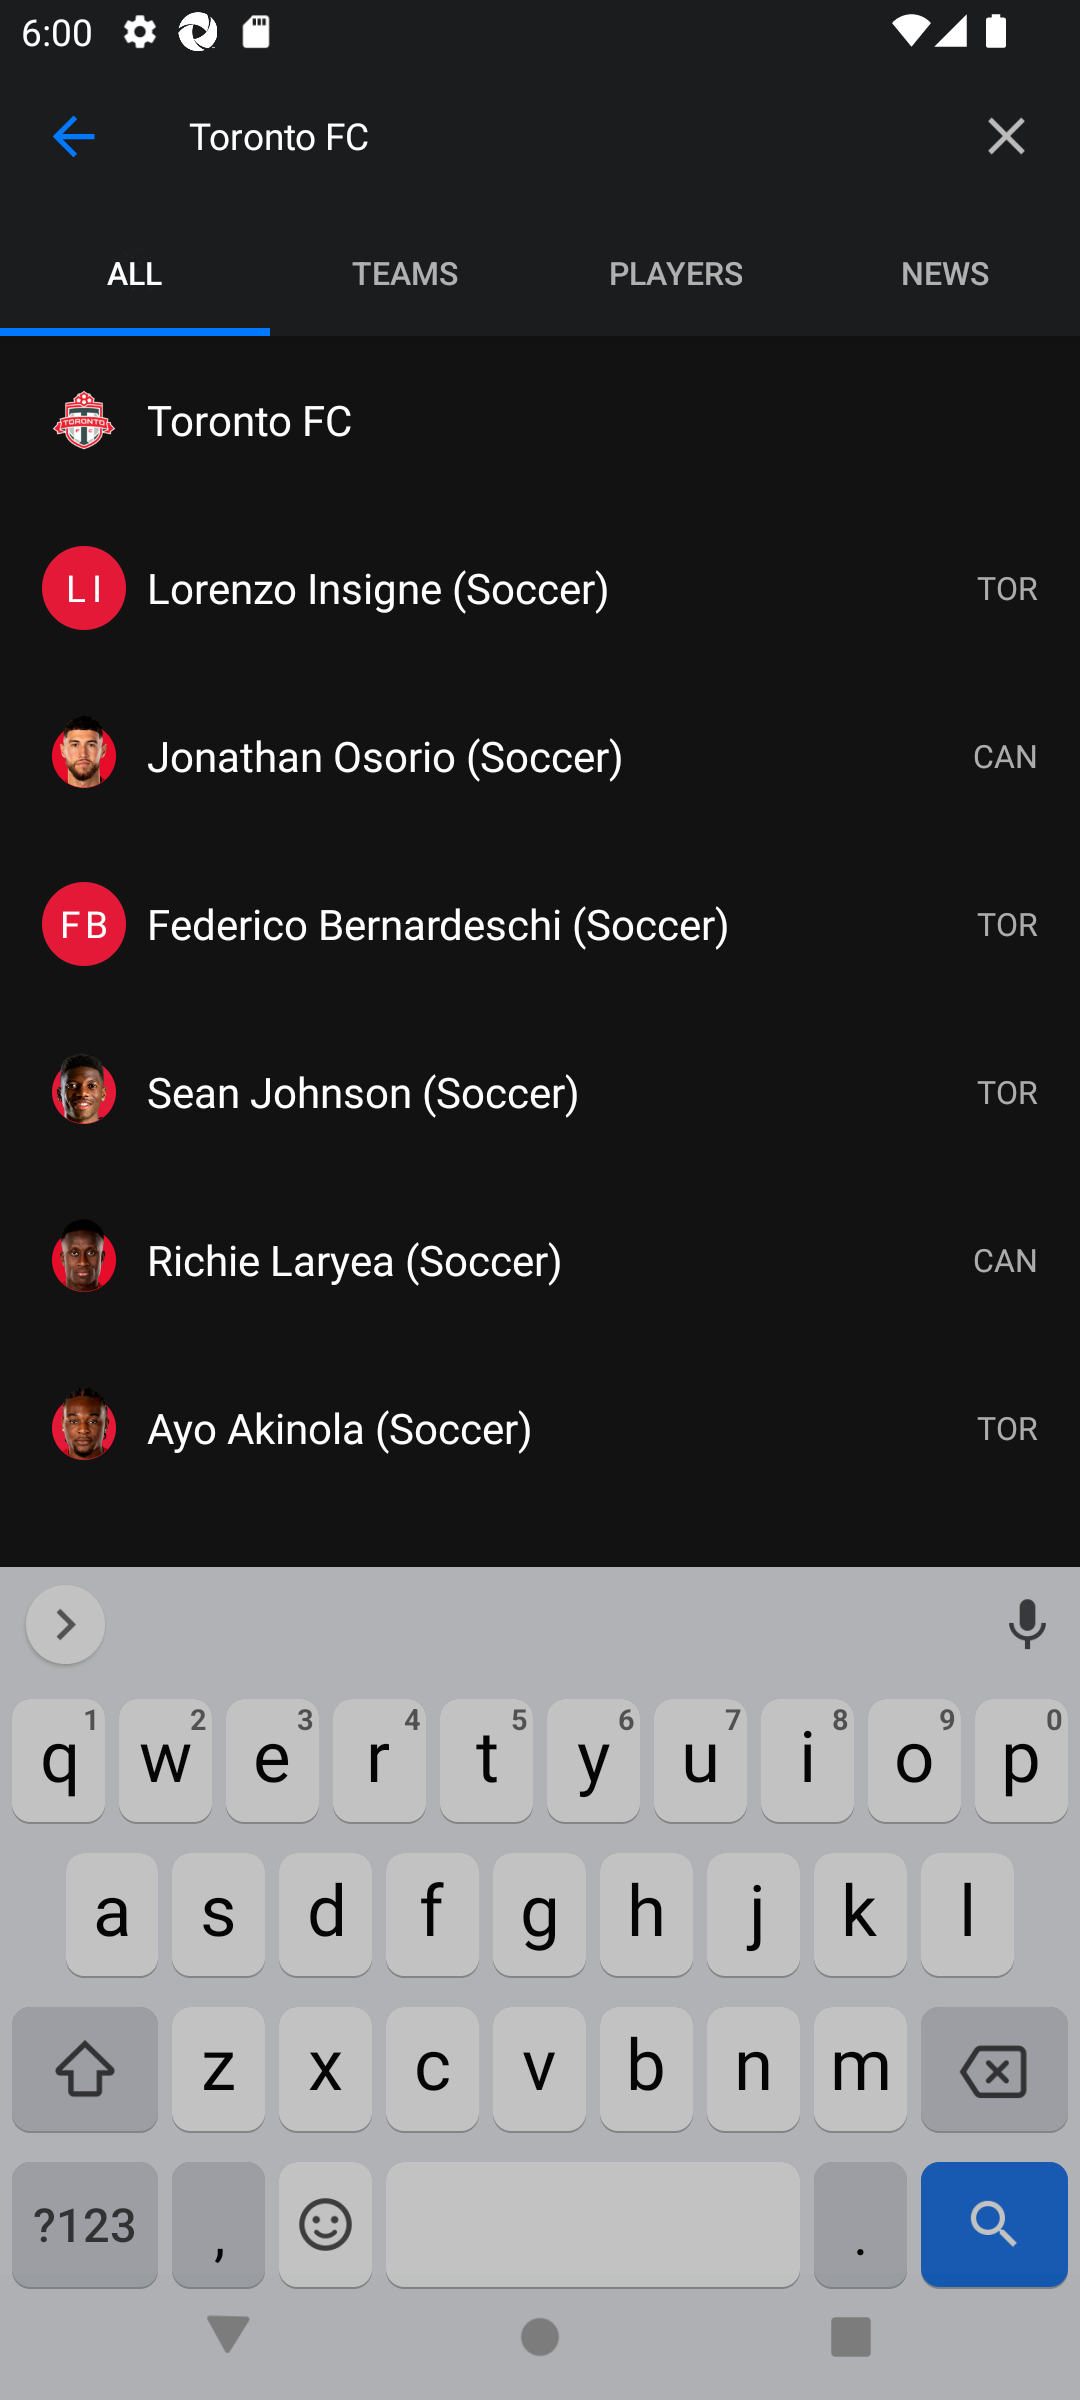 6:00
Toronto FC
ALL TEAMS PLAYERS NEWS
TORONTO
Toronto FC
LI Lorenzo Insigne (Soccer) TOR
Jonathan Osorio (Soccer) CAN
FB Federico Bernardeschi (Soccer) TOR
Sean Johnson (Soccer) TOR
Richie Laryea (Soccer) CAN
Ayo Akinola (Soccer) TOR
1 2 3 4 5 6 7 8 9 0
q w e r t y u i o p
a s d f g h j k l
z x c v b n m
?123 , .